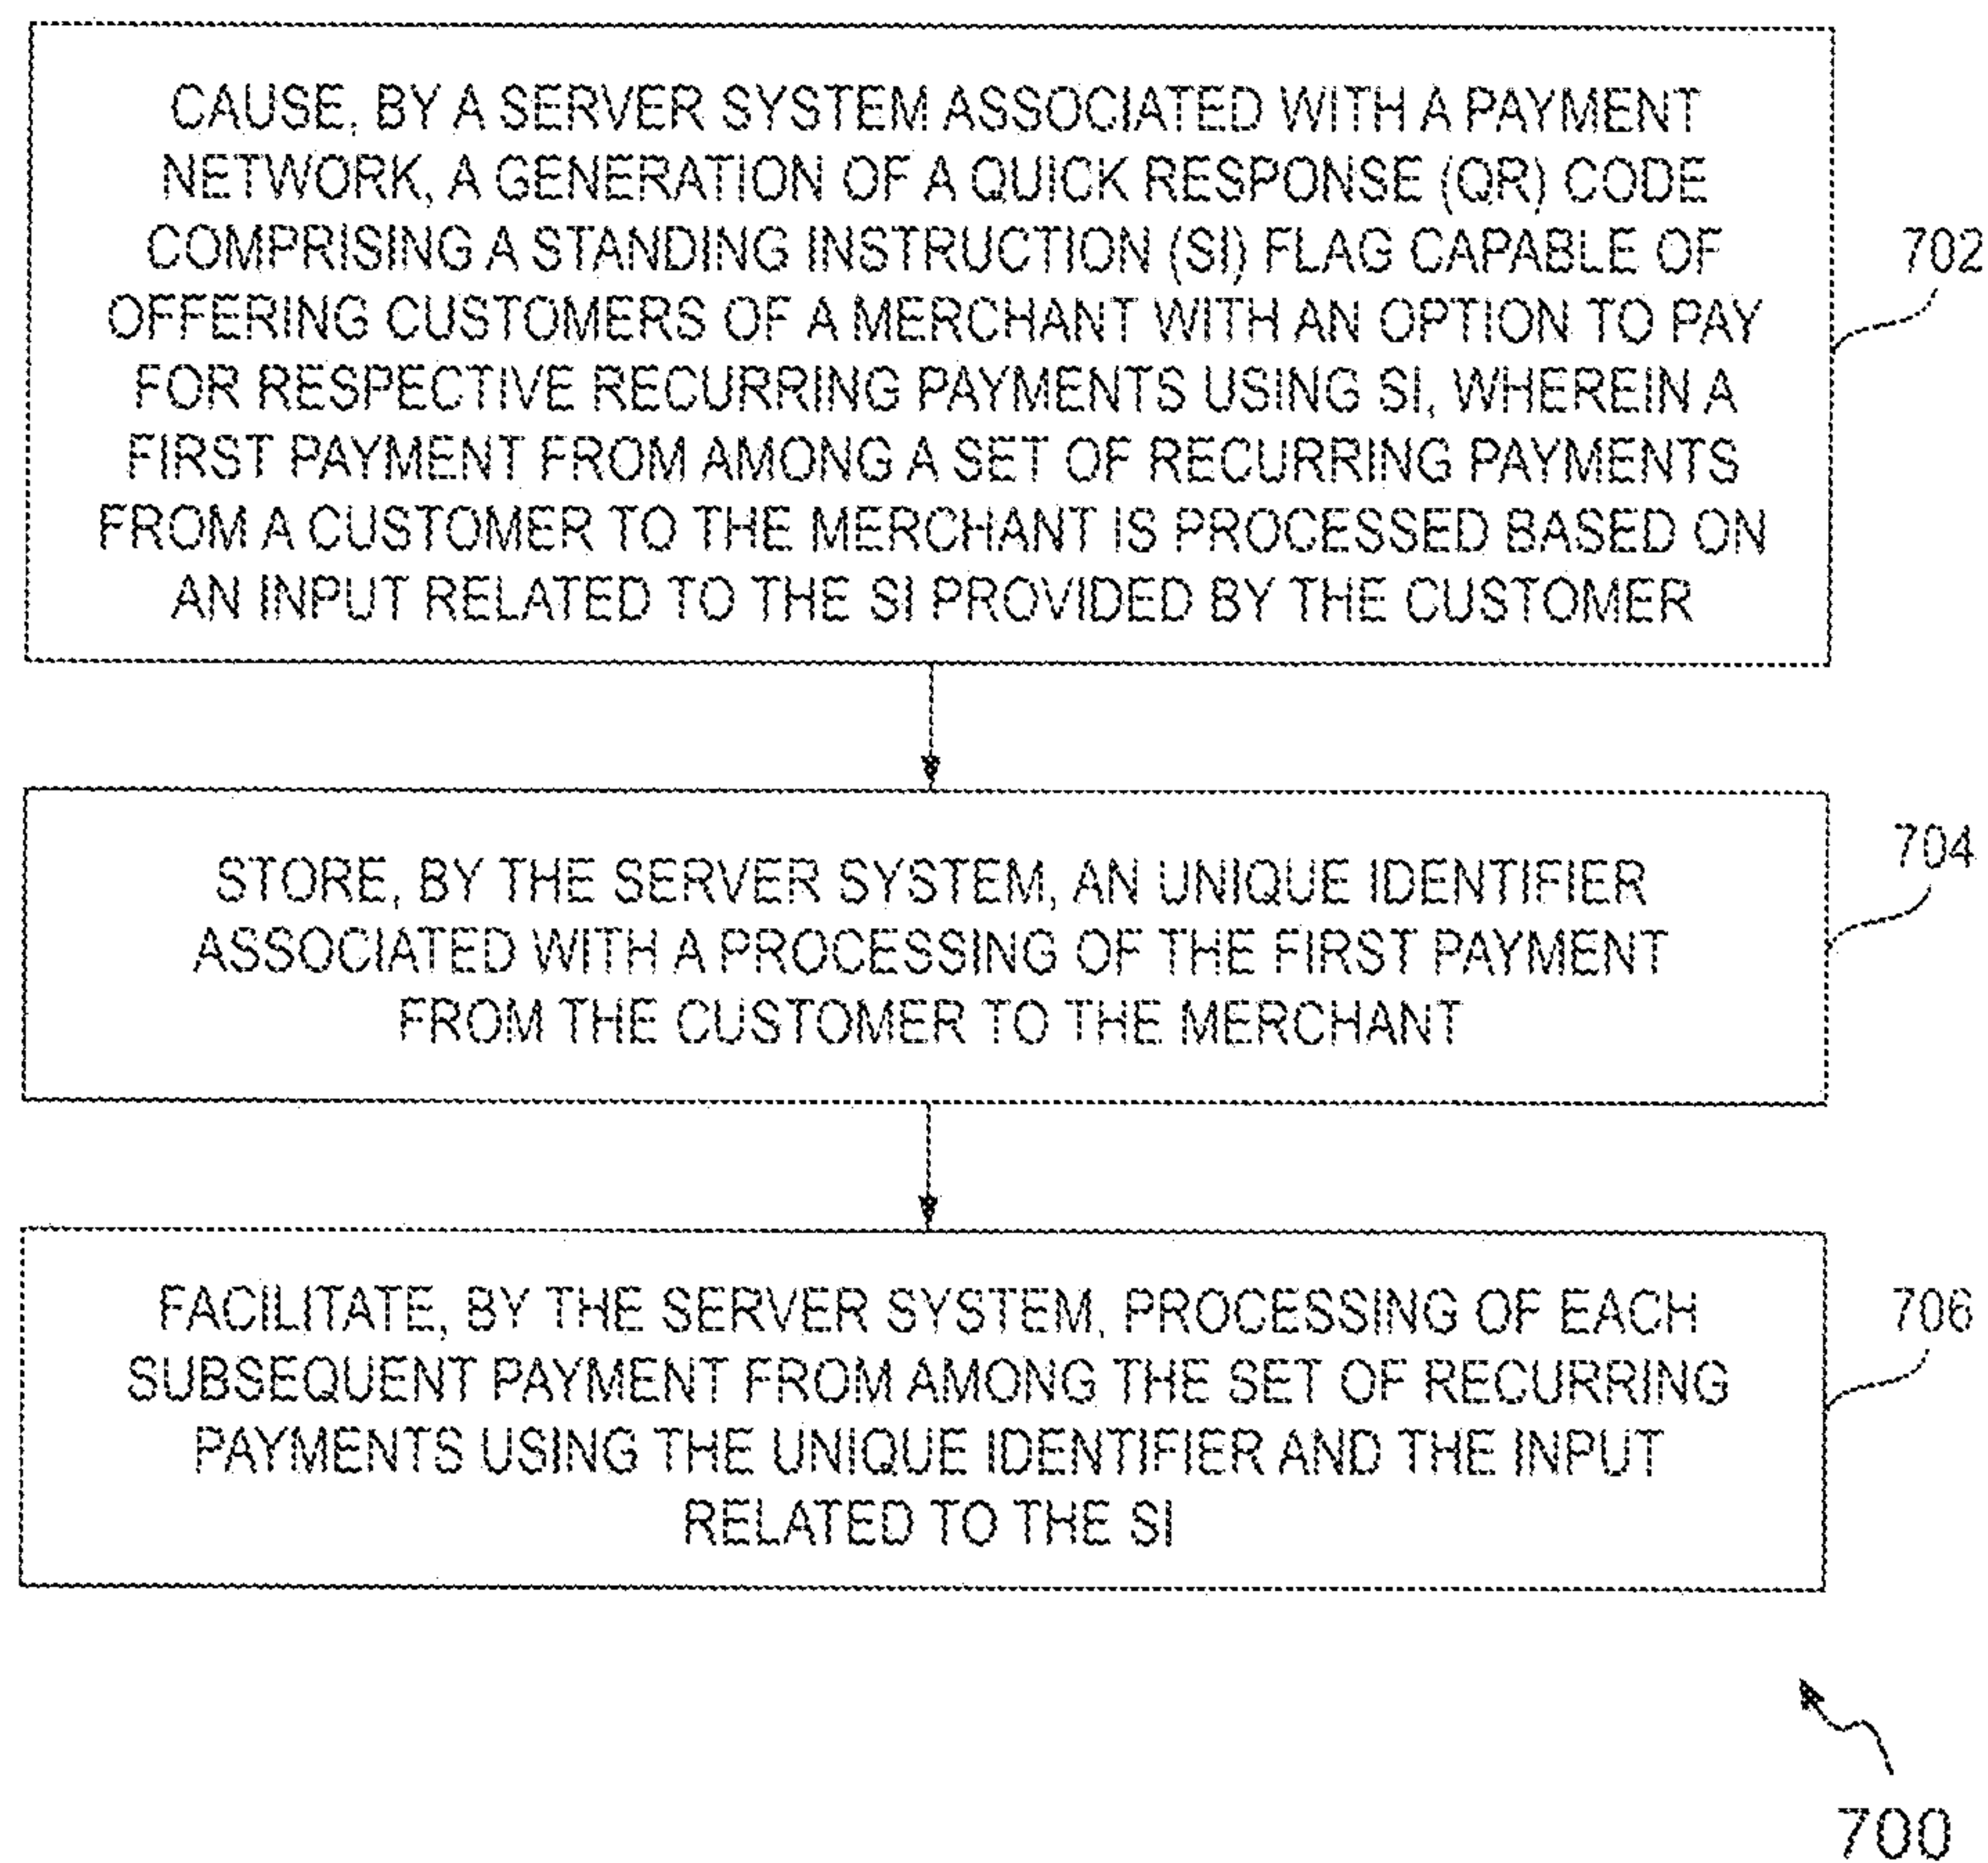 CAUSE, BY A SERVER SYSTEM ASSOCIATED WITH A PAYMENT
NETWORK, A GENERATION OF A QUICK RESPONSE (QR) CODE
COMPRISING A STANDING INSTRUCTION (SI) FLAG CAPABLE OF
OFFERING CUSTOMERS OF A MERCHANT WITH AN OPTION TO PAY
FOR RESPECTIVE RECURRING PAYMENTS USING SI, WHEREIN A
FIRST PAYMENT FROM AMONG A SET OF RECURRING PAYMENTS
FROM A CUSTOMER TO THE MERCHANT IS PROCESSED BASED ON
AN INPUT RELATED TO THE SI PROVIDED BY THE CUSTOMER
702
STORE, BY THE SERVER SYSTEM, AN UNIQUE IDENTIFIER
ASSOCIATED WITH A PROCESSING OF THE FIRST PAYMENT
FROM THE CUSTOMER TO THE MERCHANT
704
FACILITATE, BY THE SERVER SYSTEM, PROCESSING OF EACH
SUBSEQUENT PAYMENT FROM AMONG THE SET OF RECURRING
PAYMENTS USING THE UNIQUE IDENTIFIER AND THE INPUT
RELATED TO THE SI
706
700